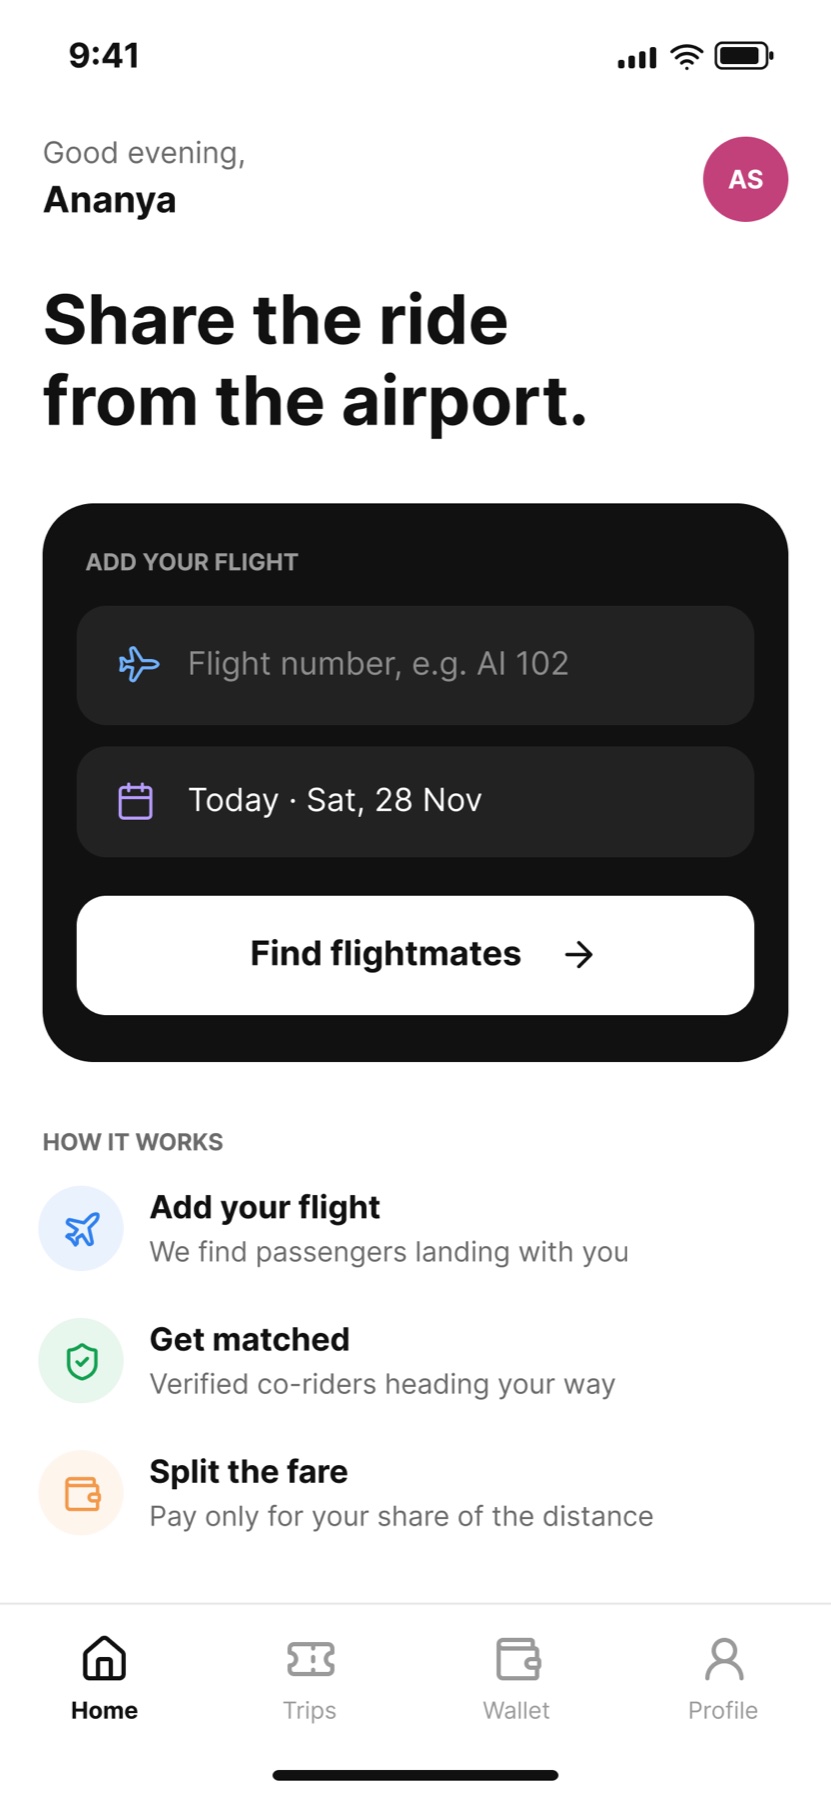 9:41
Good evening,
Ananya
AS
Share the ride
from the airport.
ADD YOUR FLIGHT
Flight number, e.g. AI 102
Today · Sat, 28 Nov
Find flightmates →
HOW IT WORKS
Add your flight
We find passengers landing with you
Get matched
Verified co-riders heading your way
Split the fare
Pay only for your share of the distance
Home
Trips
Wallet
Profile